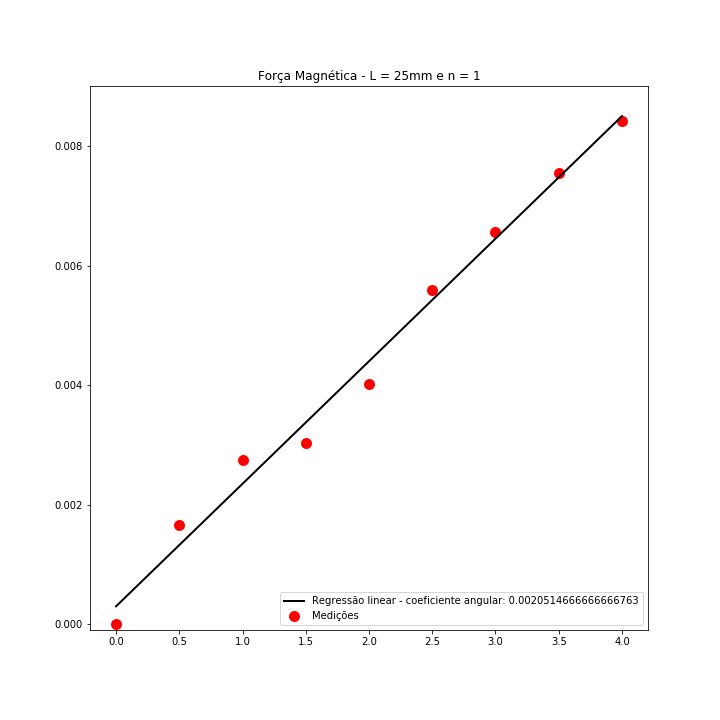 Força Magnética - L = 25mm e n = 1
0.008
0.006
0.004
0.002
0.000
Regressão linear - coeficiente angular: 0.0020514666666666763
Medições
0.0 0.5 1.0 1.5 2.0 2.5 3.0 3.5 4.0